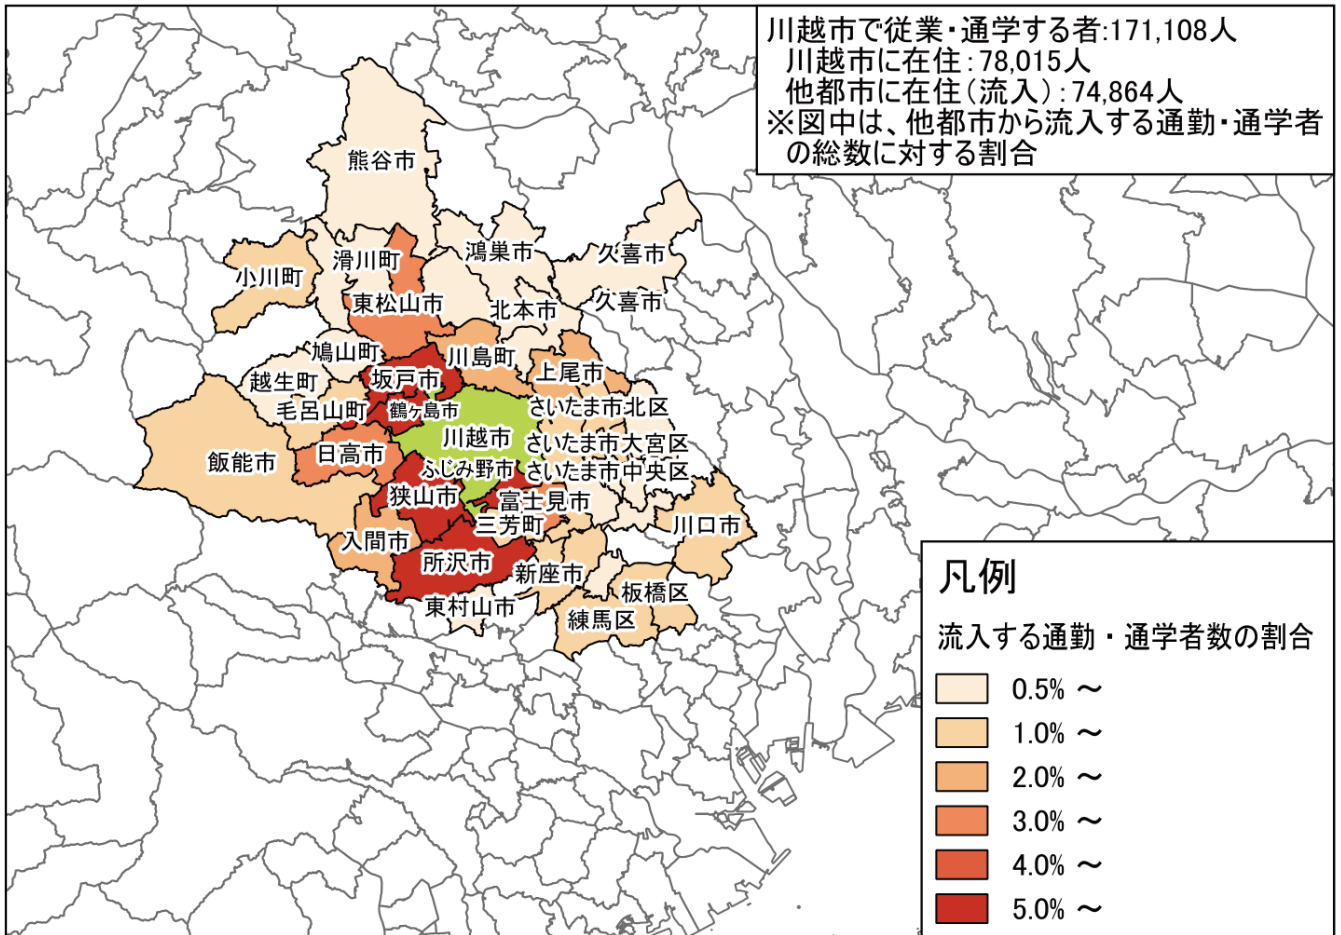 川越市で従業・通学する者:171,108人
川越市に在住:78,015人
他都市に在住(流入):74,864人
※図中は、他都市から流入する通勤・通学者
の総数に対する割合
熊谷市
鴻巣市
久喜市
滑川町
小川町
東松山市
北本市
久喜市
鳩山町
川島町
上尾市
越生町
坂戸市
毛呂山町
鶴ヶ島市
さいたま市北区
川越市
さいたま市大宮区
日高市
飯能市
ふじみ野市
さいたま市中央区
狭山市
富士見市
三芳町
川口市
入間市
所沢市
新座市
板橋区
東村山市
練馬区
凡例
流入する通勤・通学者数の割合
0.5% ～
1.0% ～
2.0% ～
3.0% ～
4.0% ～
5.0% ～